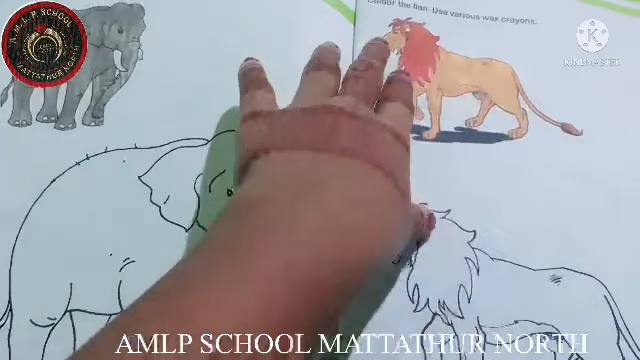 A.M.L.P SCHOOL
MATTATHUR NORTH
Colour the lion. Use various wax crayons.
KINEMASTER
AMLP SCHOOL MATTATHUR NORTH